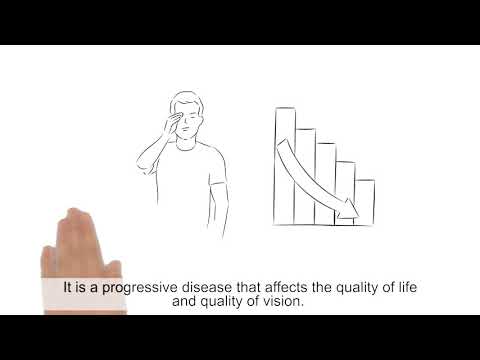 It is a progressive disease that affects the quality of life
and quality of vision.